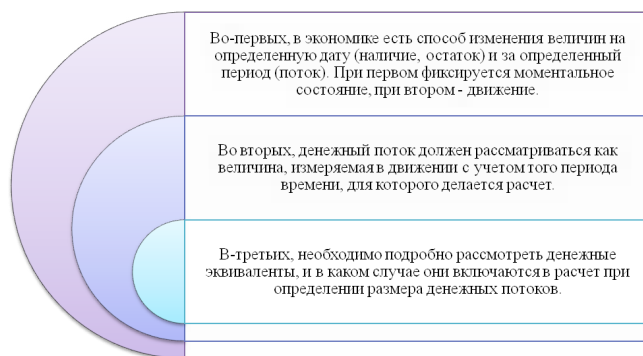 Во-первых, в экономике есть способ изменения величин на
определенную дату (наличие, остаток) и за определенный
период (поток). При первом фиксируется моментальное
состояние, при втором - движение.
Во вторых, денежный поток должен рассматриваться как
величина, измеряемая в движении с учетом того периода
времени, для которого делается расчет.
В-третьих, необходимо подробно рассмотреть денежные
эквиваленты, и в каком случае они включаются в расчет при
определении размера денежных потоков.